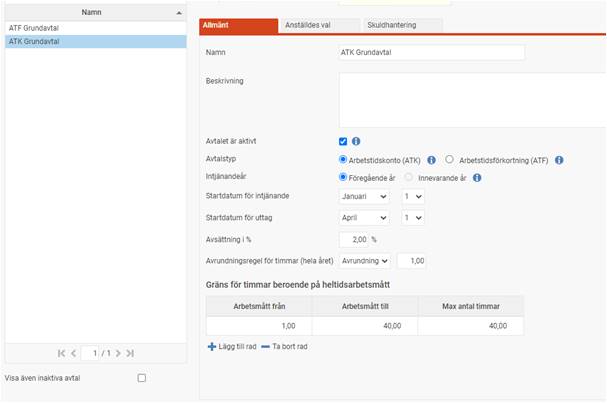 Namn
ATF Grundavtal
ATK Grundavtal
1 / 1
Visa även inaktiva avtal
Allmänt Anställdes val Skuldhantering
Namn ATK Grundavtal
Beskrivning
Avtalet är aktivt
Avtalstyp Arbetstidskonto (ATK) Arbetstidsförkortning (ATF)
Intjänandeår Föregående år Innevarande år
Startdatum för intjänande Januari 1
Startdatum för uttag April 1
Avsättning i % 2,00 %
Avrundningsregel för timmar (hela året) Avrundning 1,00
Gräns för timmar beroende på heltidsarbetsmått
Arbetsmått från Arbetsmått till Max antal timmar
1,00 40,00 40,00
Lägg till rad Ta bort rad